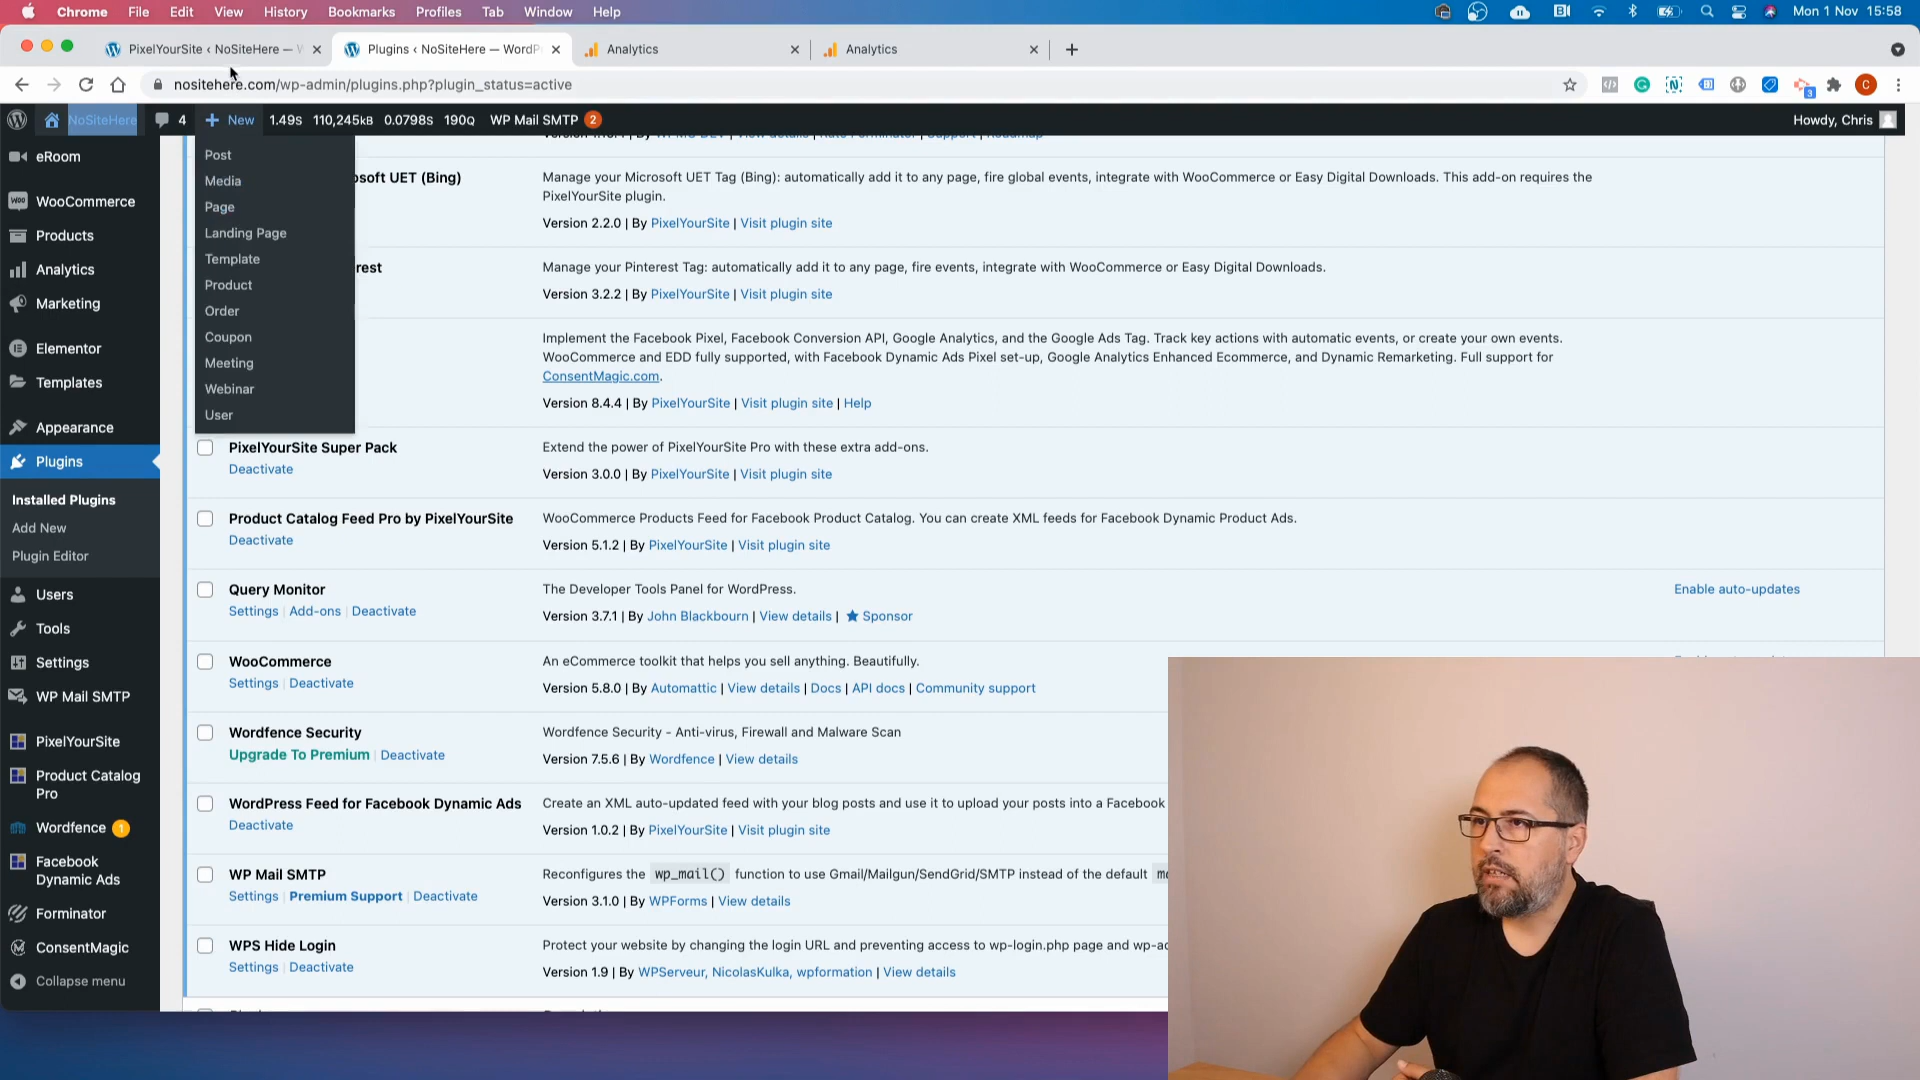 Chrome File Edit View History Bookmarks Profiles Tab Window Help Mon 1 Nov 15:58
PixelYourSite ‹ NoSiteHere — W
Plugins ‹ NoSiteHere — WordP
Analytics
Analytics
nositehere.com/wp-admin/plugins.php?plugin_status=active
3
C
NoSiteHere 4 New 1.49S 110,245KB 0.0798S 190Q WP Mail SMTP 2 Howdy, Chris
eRoom
WooCommerce
Products
Analytics
Marketing
Elementor
Templates
Appearance
Plugins
Installed Plugins
Add New
Plugin Editor
Users
Tools
Settings
WP Mail SMTP
PixelYourSite
Product Catalog
Pro
Wordfence 1
Facebook
Dynamic Ads
Forminator
ConsentMagic
Collapse menu
Post
Media
Page
Landing Page
Template
Product
Order
Coupon
Meeting
Webinar
User
osoft UET (Bing)
Manage your Microsoft UET Tag (Bing): automatically add it to any page, fire global events, integrate with WooCommerce or Easy Digital Downloads. This add-on requires the
PixelYourSite plugin.
Version 2.2.0 | By PixelYourSite | Visit plugin site
rest
Manage your Pinterest Tag: automatically add it to any page, fire events, integrate with WooCommerce or Easy Digital Downloads.
Version 3.2.2 | By PixelYourSite | Visit plugin site
Implement the Facebook Pixel, Facebook Conversion API, Google Analytics, and the Google Ads Tag. Track key actions with automatic events, or create your own events.
WooCommerce and EDD fully supported, with Facebook Dynamic Ads Pixel set-up, Google Analytics Enhanced Ecommerce, and Dynamic Remarketing. Full support for
ConsentMagic.com.
Version 8.4.4 | By PixelYourSite | Visit plugin site | Help
PixelYourSite Super Pack
Deactivate
Extend the power of PixelYourSite Pro with these extra add-ons.
Version 3.0.0 | By PixelYourSite | Visit plugin site
Product Catalog Feed Pro by PixelYourSite
Deactivate
WooCommerce Products Feed for Facebook Product Catalog. You can create XML feeds for Facebook Dynamic Product Ads.
Version 5.1.2 | By PixelYourSite | Visit plugin site
Query Monitor
Settings | Add-ons | Deactivate
The Developer Tools Panel for WordPress.
Version 3.7.1 | By John Blackbourn | View details | ★ Sponsor
Enable auto-updates
WooCommerce
Settings | Deactivate
An eCommerce toolkit that helps you sell anything. Beautifully.
Version 5.8.0 | By Automattic | View details | Docs | API docs | Community support
Wordfence Security
Upgrade To Premium | Deactivate
Wordfence Security - Anti-virus, Firewall and Malware Scan
Version 7.5.6 | By Wordfence | View details
WordPress Feed for Facebook Dynamic Ads
Deactivate
Create an XML auto-updated feed with your blog posts and use it to upload your posts into a Facebook
Version 1.0.2 | By PixelYourSite | Visit plugin site
WP Mail SMTP
Settings | Premium Support | Deactivate
Reconfigures the wp_mail() function to use Gmail/Mailgun/SendGrid/SMTP instead of the default
Version 3.1.0 | By WPForms | View details
WPS Hide Login
Settings | Deactivate
Protect your website by changing the login URL and preventing access to wp-login.php page and wp-ad
Version 1.9 | By WPServeur, NicolasKulka, wpformation | View details